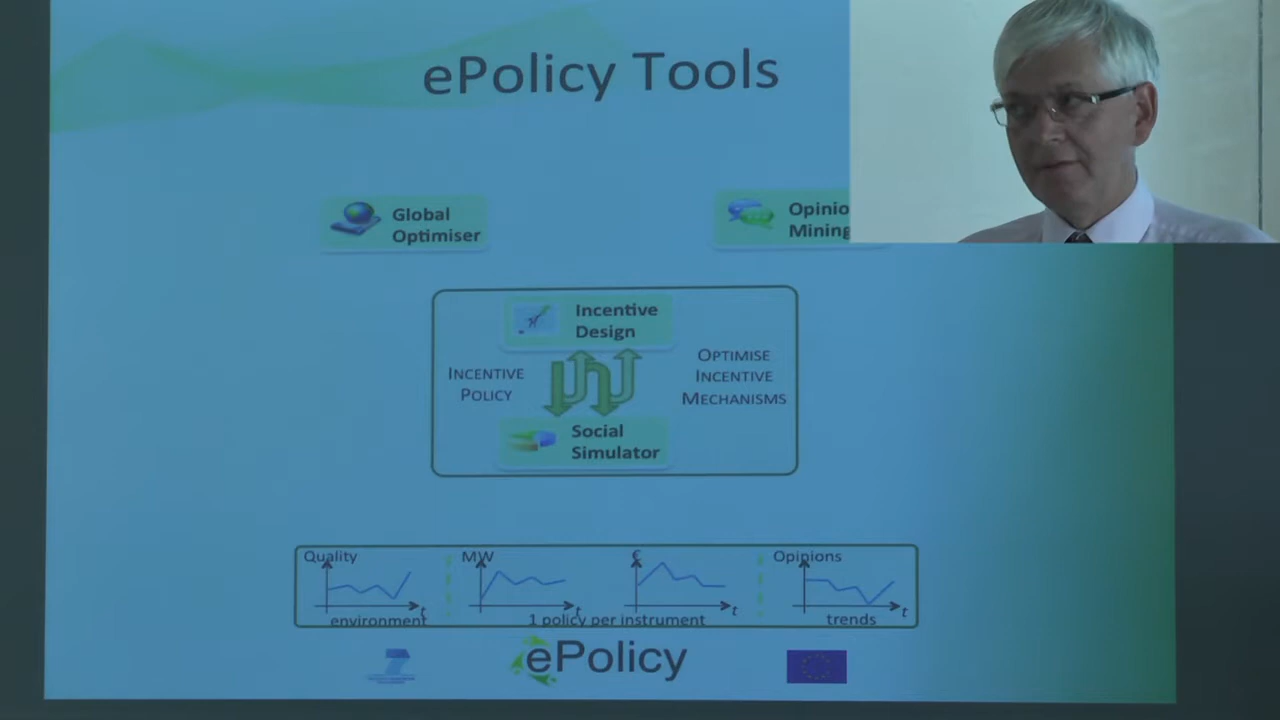 ePolicy Tools
Global
Optimiser
Opinio
Mining
Incentive
Design
INCENTIVE
POLICY
OPTIMISE
INCENTIVE
MECHANISMS
Social
Simulator
Quality
MW
€
Opinions
t
t
t
t
environment
1 policy per instrument
trends
ePolicy